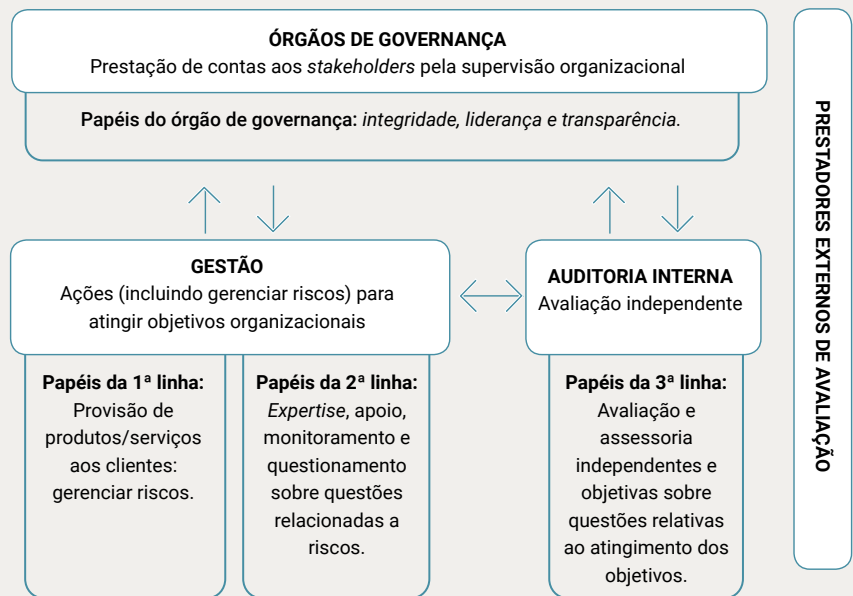 ÓRGÃOS DE GOVERNANÇA
Prestação de contas aos stakeholders pela supervisão organizacional
Papéis do órgão de governança: integridade, liderança e transparência.
GESTÃO
Ações (incluindo gerenciar riscos) para
atingir objetivos organizacionais
AUDITORIA INTERNA
Avaliação independente
Papéis da 1ª linha:
Provisão de
produtos/serviços
aos clientes:
gerenciar riscos.
Papéis da 2ª linha:
Expertise, apoio,
monitoramento e
questionamento
sobre questões
relacionadas a
riscos.
Papéis da 3ª linha:
Avaliação e
assessoria
independentes e
objetivas sobre
questões relativas
ao atingimento dos
objetivos.
PRESTADORES EXTERNOS DE AVALIAÇÃO